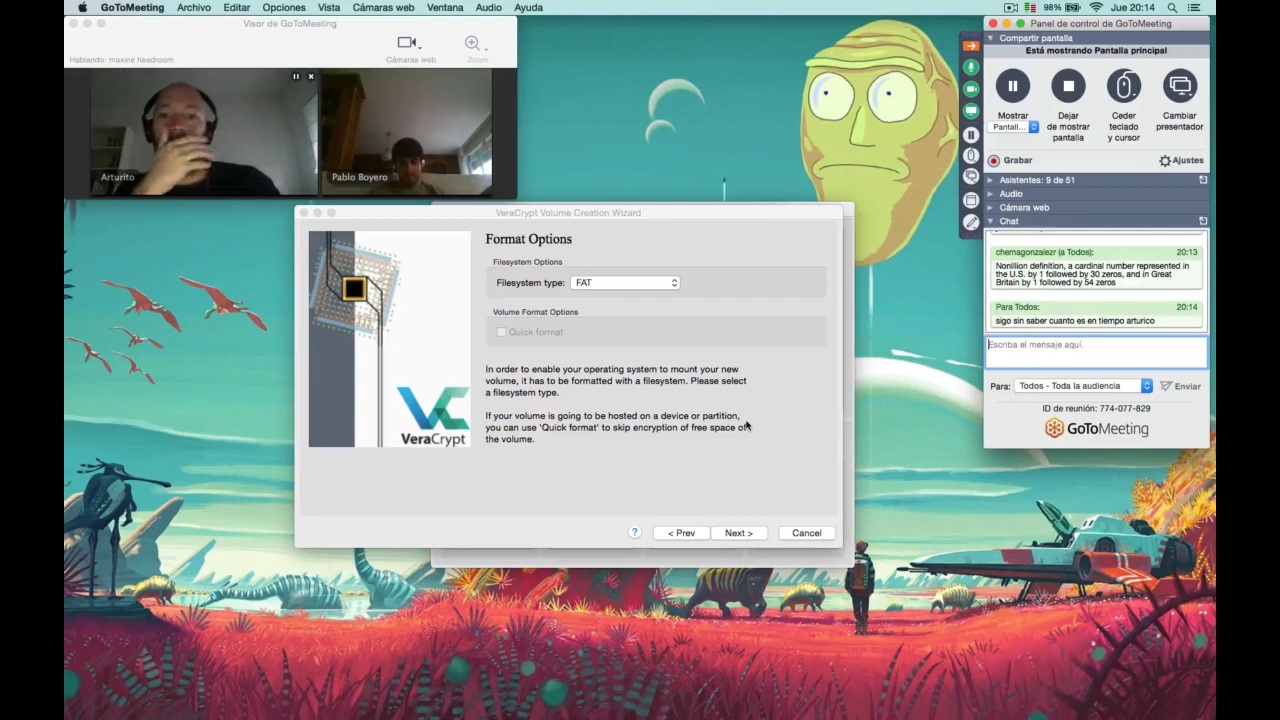 GoToMeeting Archivo Editar Opciones Vista Cámaras web Ventana Audio Ayuda
98% Jue 20:14
Visor de GoToMeeting
Hablando: maxine headroom
Cámaras web
Zoom
Arturito
Pablo Boyero
VeraCrypt Volume Creation Wizard
Format Options
Filesystem Options
Filesystem type: FAT
Volume Format Options
Quick format
In order to enable your operating system to mount your new
volume, it has to be formatted with a filesystem. Please select
a filesystem type.
If your volume is going to be hosted on a device or partition,
you can use 'Quick format' to skip encryption of free space of
the volume.
VeraCrypt
? < Prev Next > Cancel
Panel de control de GoToMeeting
Compartir pantalla
Está mostrando Pantalla principal
Mostrar
Pantall...
Dejar
de mostrar
pantalla
Ceder
teclado
y cursor
Cambiar
presentador
Grabar
Ajustes
Asistentes: 9 de 51
Audio
Cámara web
Chat
chemagonzalezr (a Todos): 20:13
Nonillion definition, a cardinal number represented in
the U.S. by 1 followed by 30 zeros, and in Great
Britain by 1 followed by 54 zeros
Para Todos: 20:14
sigo sin saber cuanto es en tiempo arturico
Escriba el mensaje aquí.
Para: Todos - Toda la audiencia Enviar
ID de reunión: 774-077-829
GoToMeeting